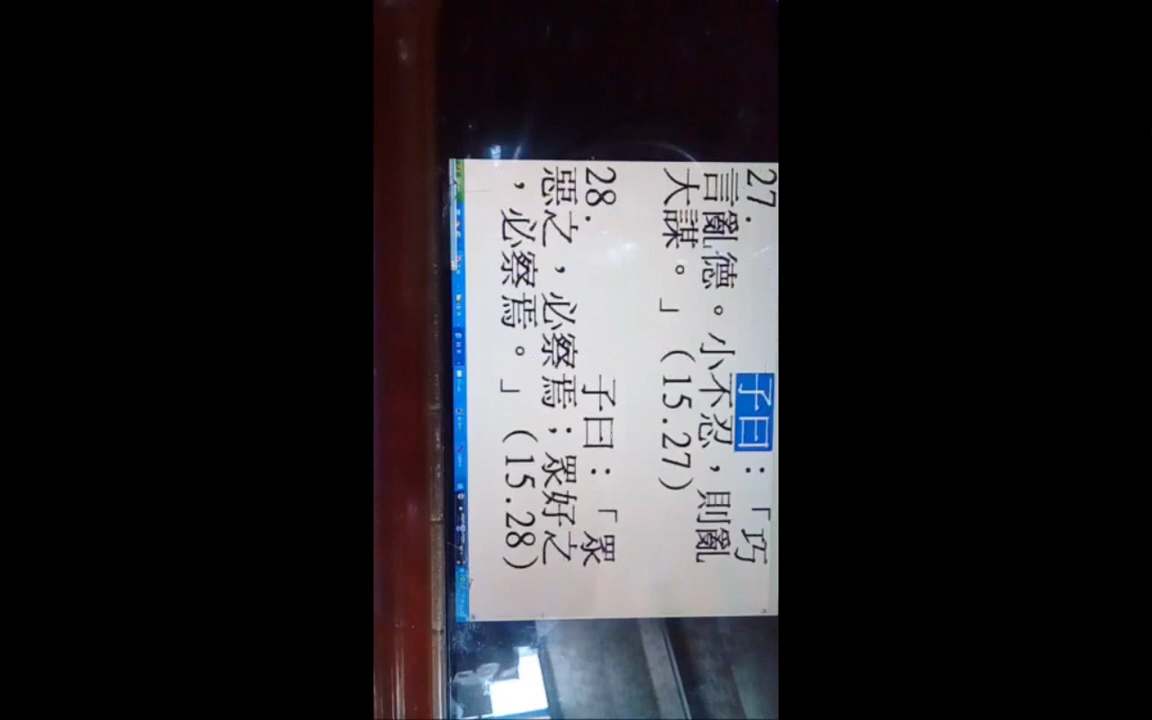 27. 子曰：「巧
言亂德。小不忍，則亂
大謀。」（15.27）
28. 子曰：「眾
惡之，必察焉；眾好之
，必察焉。」（15.28）